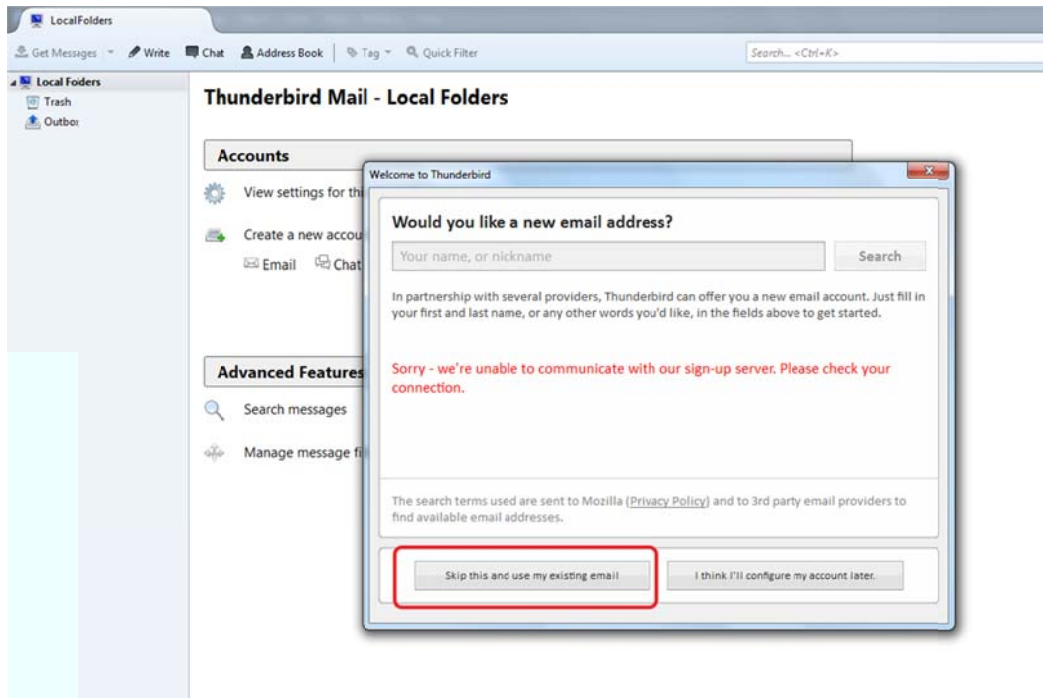 LocalFolders
Get Messages Write Chat Address Book Tag Quick Filter Search... <Ctrl+K>
Local Folders
Trash
Outbox
Thunderbird Mail - Local Folders
Accounts
View settings for thi
Create a new accou
Email Chat
Advanced Features
Search messages
Manage message fi
Welcome to Thunderbird
X
Would you like a new email address?
Your name, or nickname Search
In partnership with several providers, Thunderbird can offer you a new email account. Just fill in
your first and last name, or any other words you'd like, in the fields above to get started.
Sorry - we're unable to communicate with our sign-up server. Please check your
connection.
The search terms used are sent to Mozilla (Privacy Policy) and to 3rd party email providers to
find available email addresses.
Skip this and use my existing email I think I'll configure my account later.